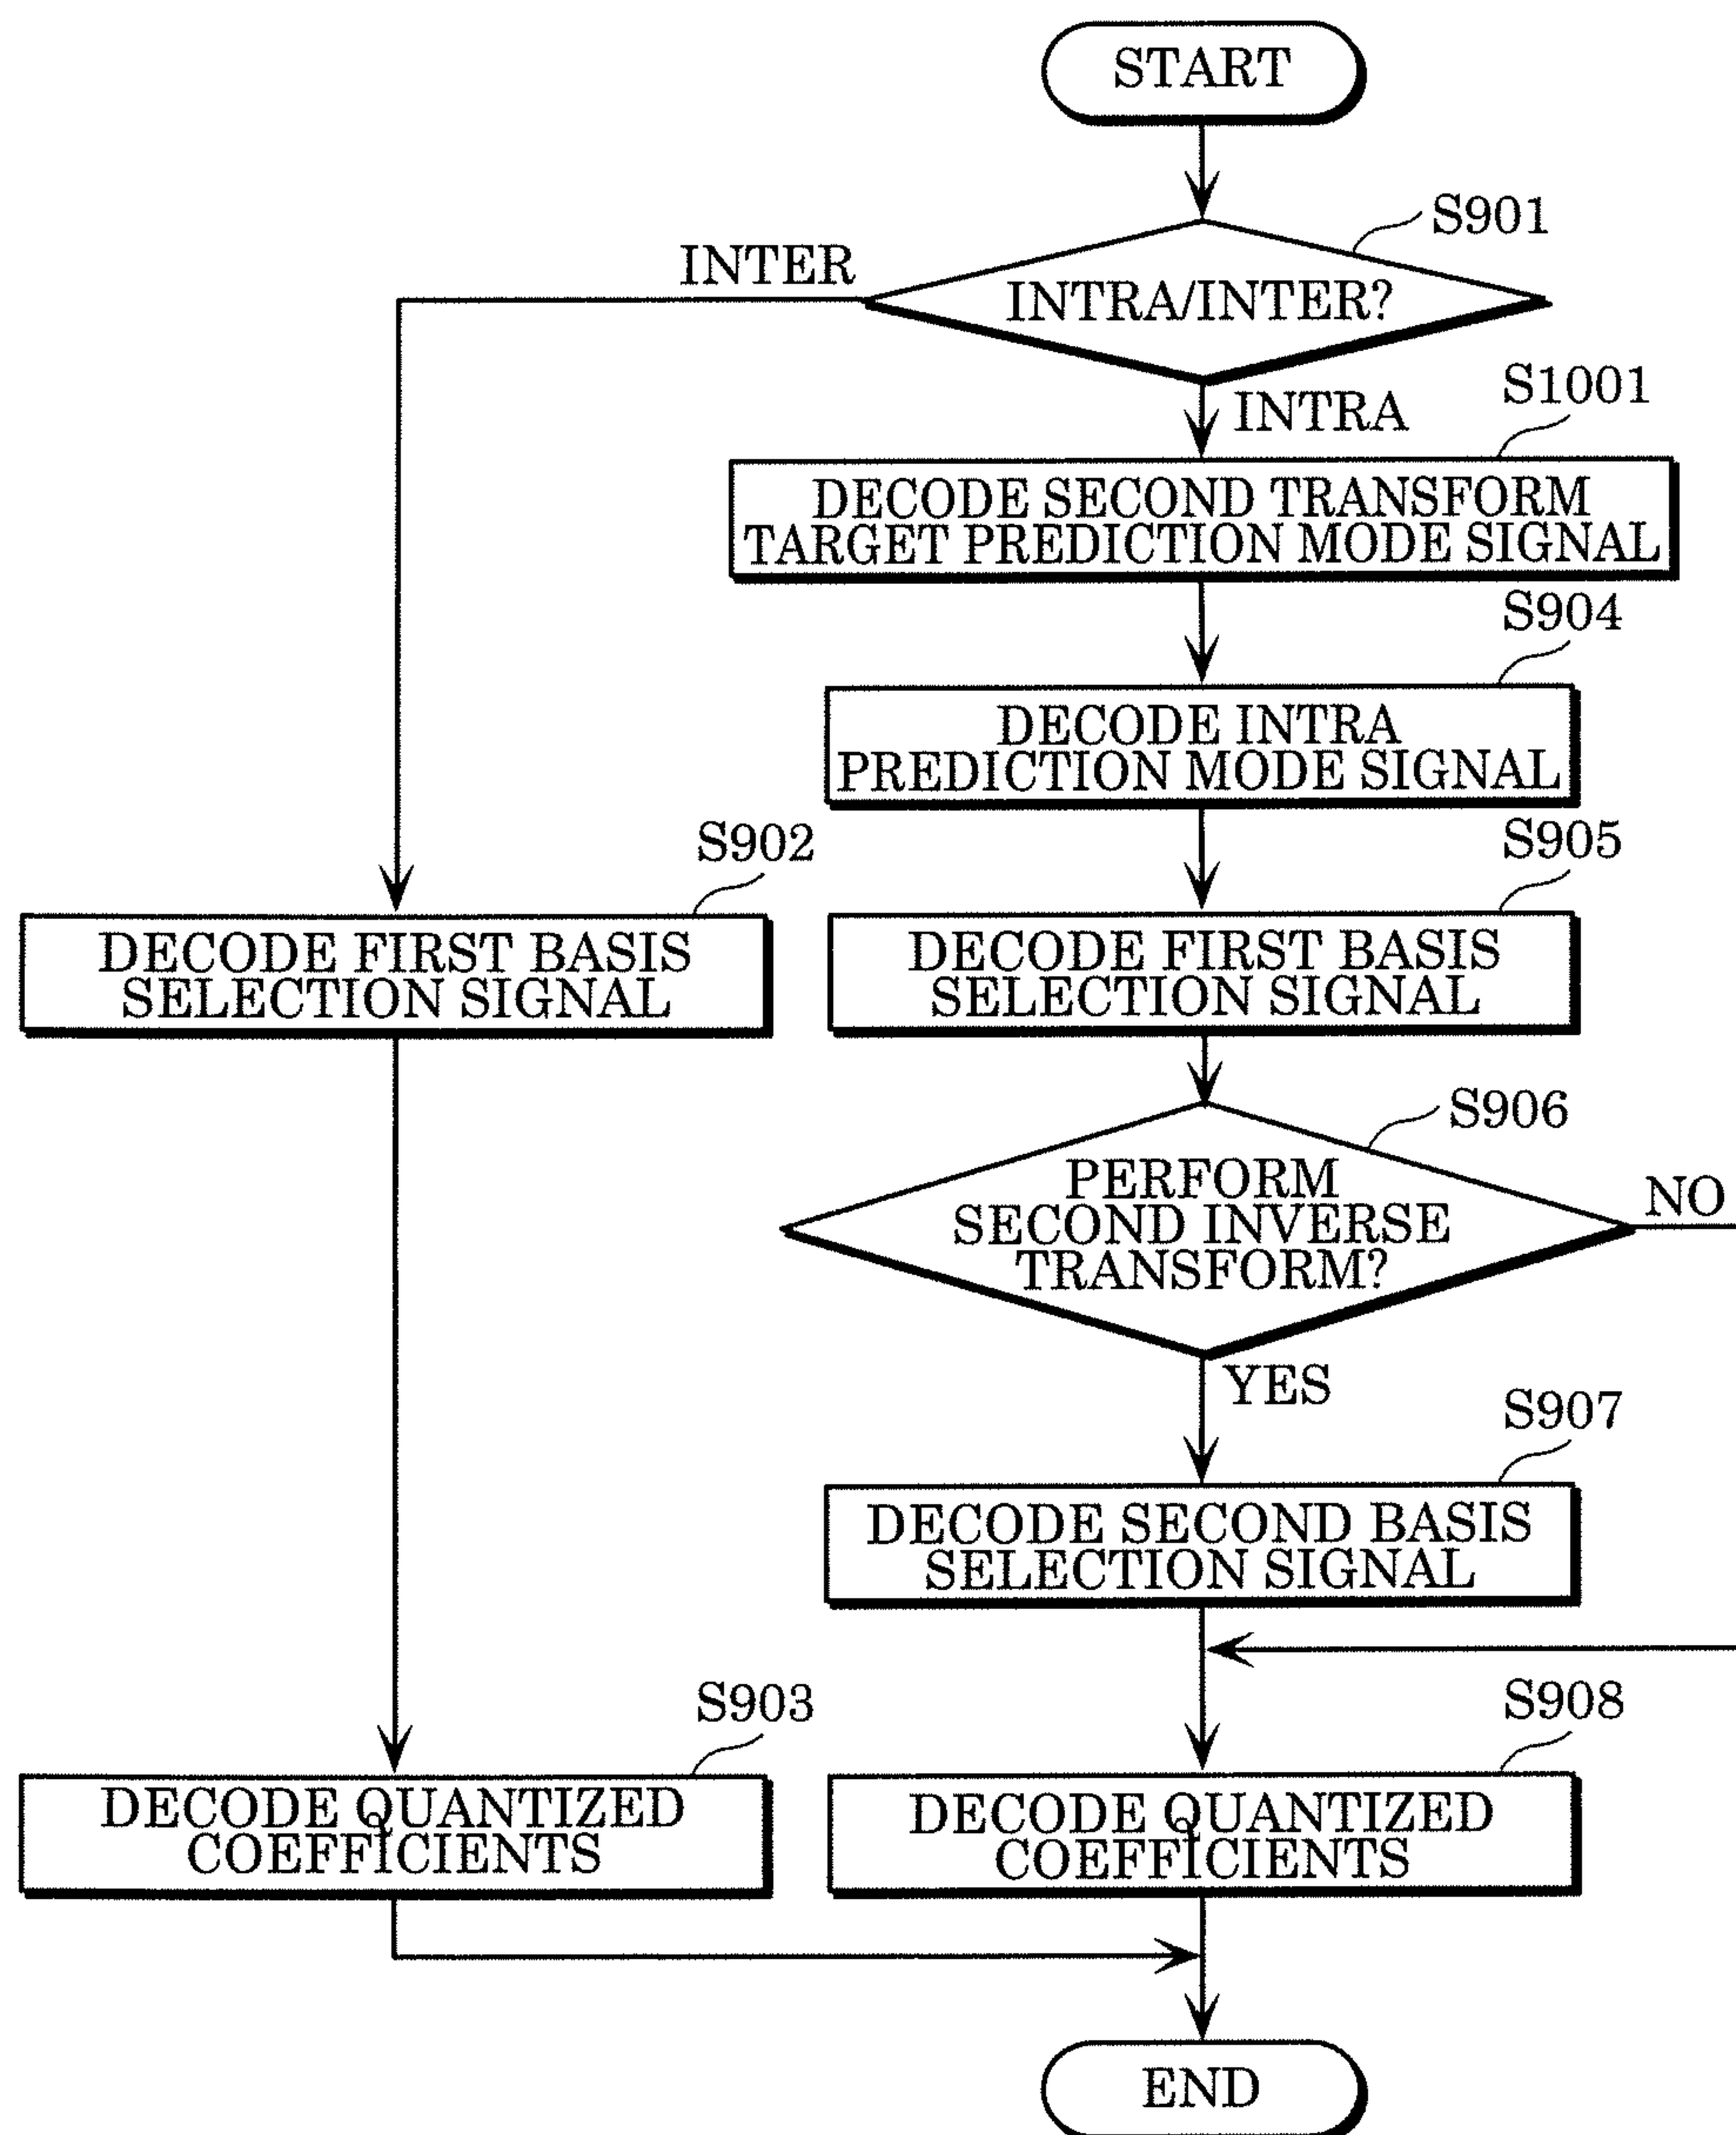 START
S901
INTER
INTRA/INTER?
S1001
INTRA
DECODE SECOND TRANSFORM
TARGET PREDICTION MODE SIGNAL
S904
DECODE INTRA
PREDICTION MODE SIGNAL
S902
S905
DECODE FIRST BASIS
SELECTION SIGNAL
DECODE FIRST BASIS
SELECTION SIGNAL
S906
PERFORM
SECOND INVERSE
TRANSFORM?
NO
YES
S907
DECODE SECOND BASIS
SELECTION SIGNAL
S903
S908
DECODE QUANTIZED
COEFFICIENTS
DECODE QUANTIZED
COEFFICIENTS
END